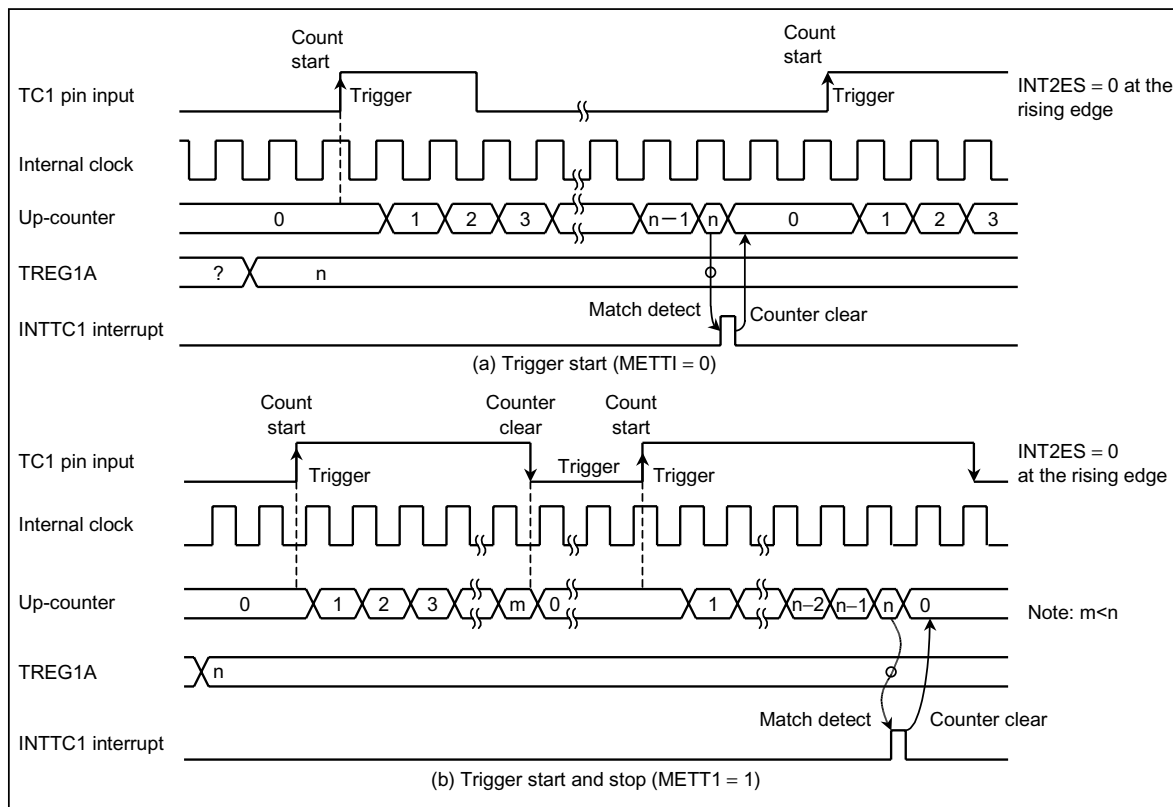 Count start
Count start
TC1 pin input
Trigger
Trigger
INT2ES = 0 at the rising edge
Internal clock
Up-counter
0 1 2 3 n−1 n 0 1 2 3
TREG1A
? n
Match detect
Counter clear
INTTC1 interrupt
(a) Trigger start (METTI = 0)
Count start
Counter clear
Count start
TC1 pin input
Trigger
Trigger
Trigger
INT2ES = 0 at the rising edge
Internal clock
Up-counter
0 1 2 3 m 0 1 n−2 n−1 n 0
Note: m<n
TREG1A
n
Match detect
Counter clear
INTTC1 interrupt
(b) Trigger start and stop (METT1 = 1)